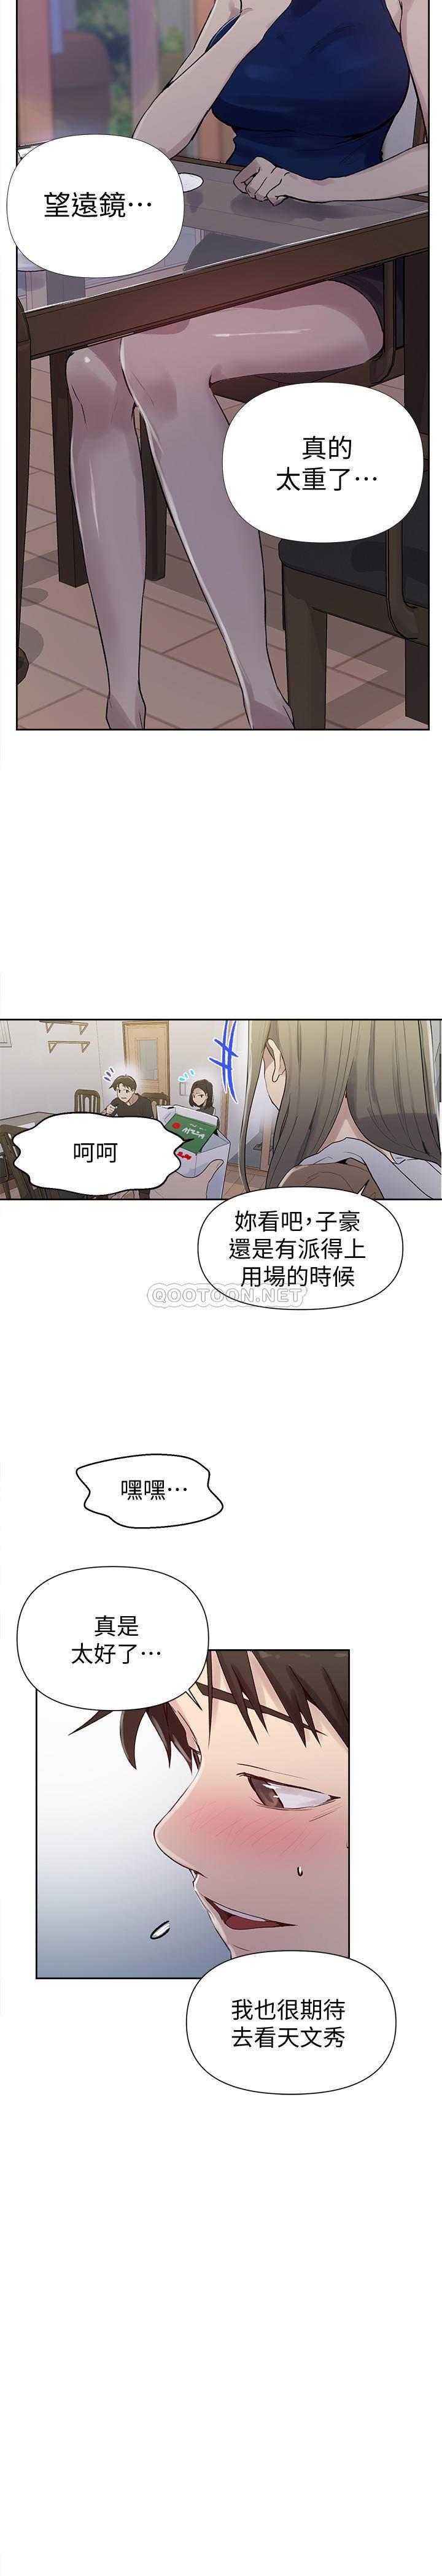 望遠鏡⋯
真的
太重了⋯
呵呵
妳看吧,子豪
還是有派得上
用場的時候
QOOTOON.NET
嘿嘿⋯
真是
太好了⋯
我也很期待
去看天文秀